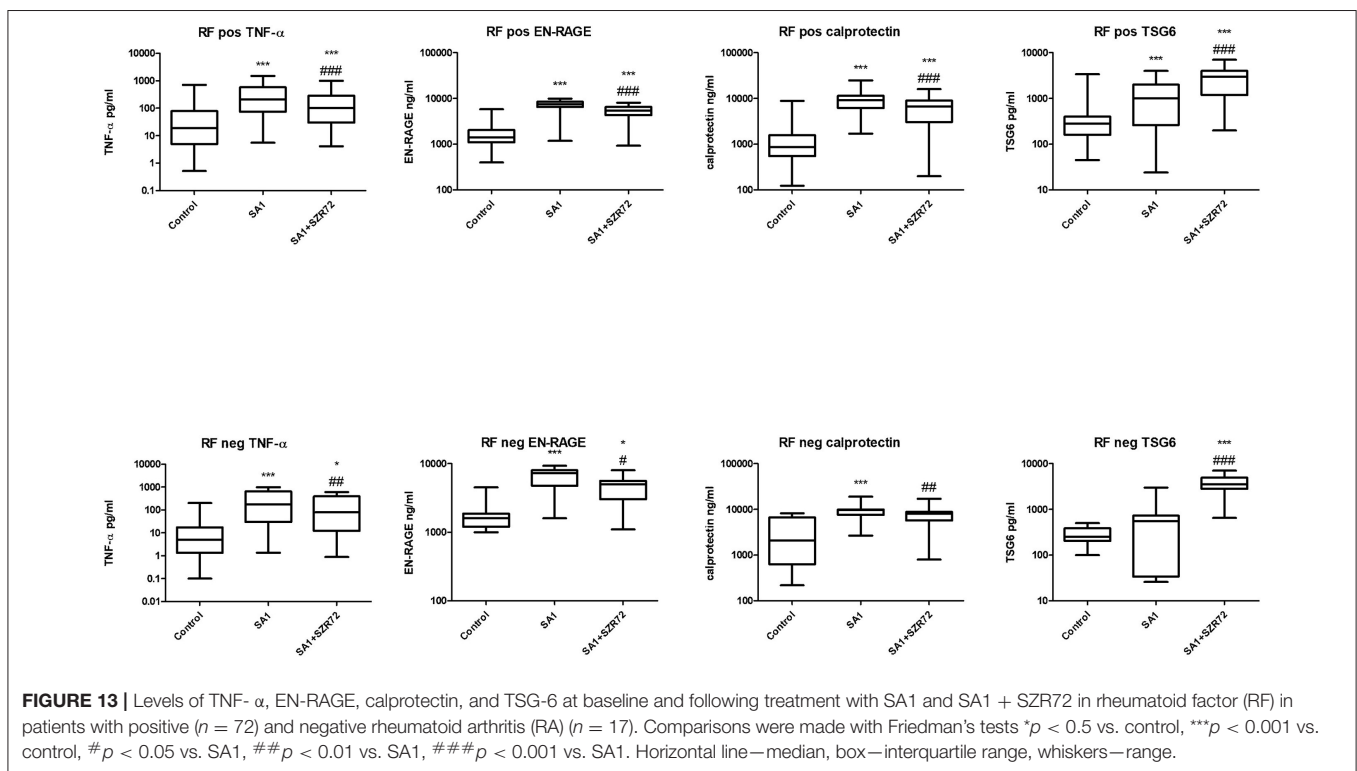 RF pos TNF-α
TNF-α pg/ml
10000
1000
100
10
1
0.1
***
***
###
Control
SA1
SA1+SZR72
RF pos EN-RAGE
EN-RAGE ng/ml
100000
10000
1000
100
***
***
###
Control
SA1
SA1+SZR72
RF pos calprotectin
calprotectin ng/ml
100000
10000
1000
100
***
***
###
Control
SA1
SA1+SZR72
RF pos TSG6
TSG6 pg/ml
10000
1000
100
10
***
***
###
Control
SA1
SA1+SZR72
RF neg TNF-α
TNF-α pg/ml
10000
1000
100
10
1
0.1
0.01
***
*
##
Control
SA1
SA1+SZR72
RF neg EN-RAGE
EN-RAGE ng/ml
10000
1000
100
***
*
#
Control
SA1
SA1+SZR72
RF neg calprotectin
calprotectin ng/ml
100000
10000
1000
100
***
##
Control
SA1
SA1+SZR72
RF neg TSG6
TSG6 pg/ml
10000
1000
100
10
***
###
Control
SA1
SA1+SZR72
FIGURE 13 | Levels of TNF- α, EN-RAGE, calprotectin, and TSG-6 at baseline and following treatment with SA1 and SA1 + SZR72 in rheumatoid factor (RF) in
patients with positive (n = 72) and negative rheumatoid arthritis (RA) (n = 17). Comparisons were made with Friedman's tests *p < 0.5 vs. control, ***p < 0.001 vs.
control, #p < 0.05 vs. SA1, ##p < 0.01 vs. SA1, ###p < 0.001 vs. SA1. Horizontal line—median, box—interquartile range, whiskers—range.